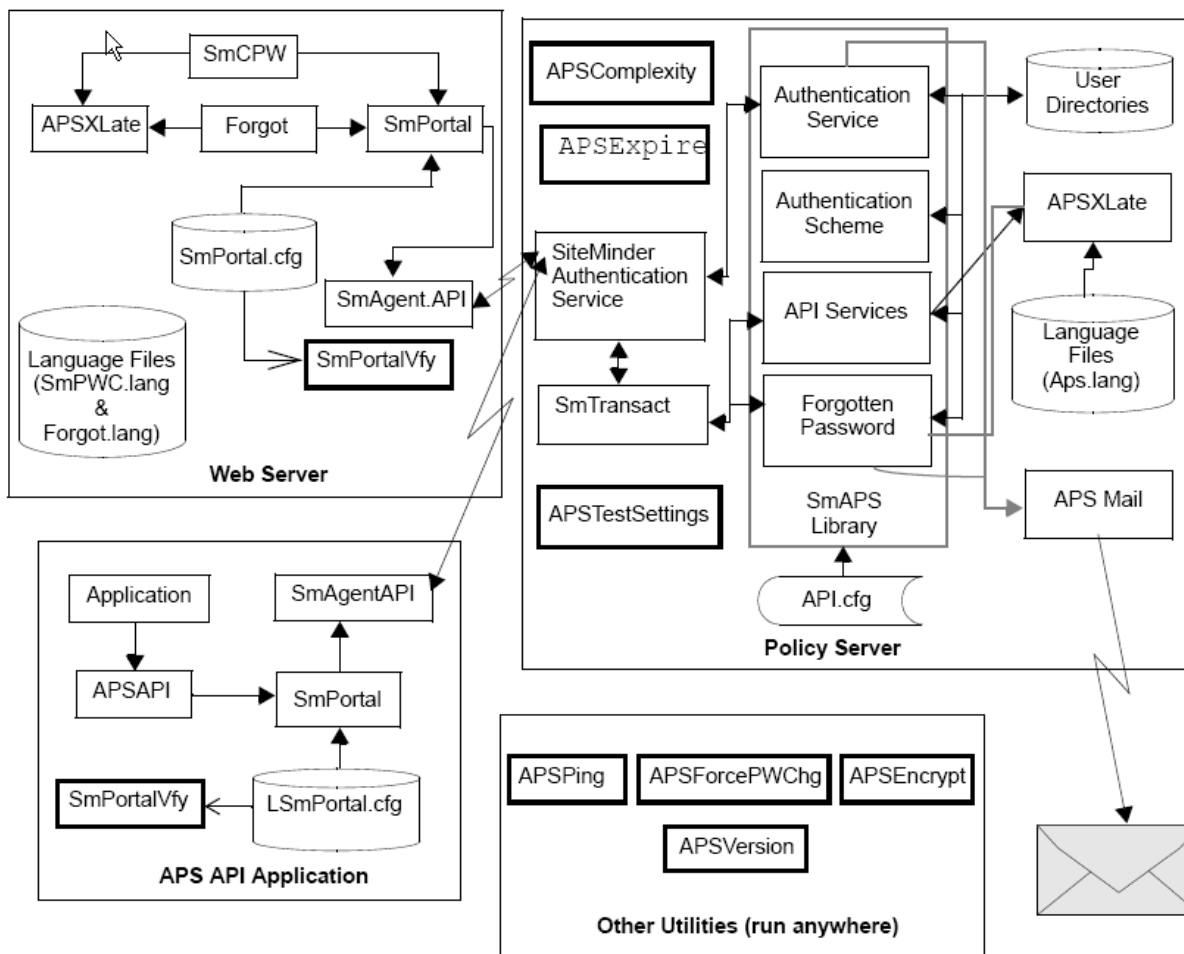 SmCPW
APSXLate
Forgot
SmPortal
SmPortal.cfg
SmAgent.API
SmPortalVfy
Language Files
(SmPWC.lang
&
Forgot.lang)
Web Server
APSComplexity
APSExpire
SiteMinder
Authentication
Service
SmTransact
APSTestSettings
Authentication
Service
Authentication
Scheme
API Services
Forgotten
Password
SmAPS
Library
API.cfg
User
Directories
APSXLate
Language
Files
(Aps.lang)
APS Mail
Policy Server
Application
SmAgentAPI
APSAPI
SmPortal
SmPortalVfy
LSmPortal.cfg
APS API Application
APSPing
APSForcePWChg
APSEncrypt
APSVersion
Other Utilities (run anywhere)